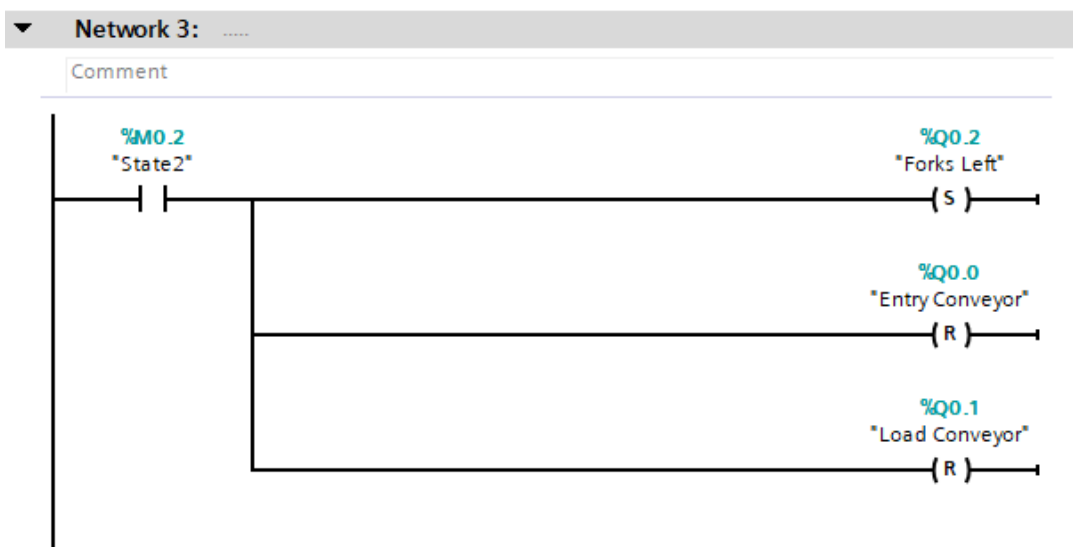 Network 3: .....
Comment
%M0.2
"State2"
%Q0.2
"Forks Left"
( S )
%Q0.0
"Entry Conveyor"
( R )
%Q0.1
"Load Conveyor"
( R )